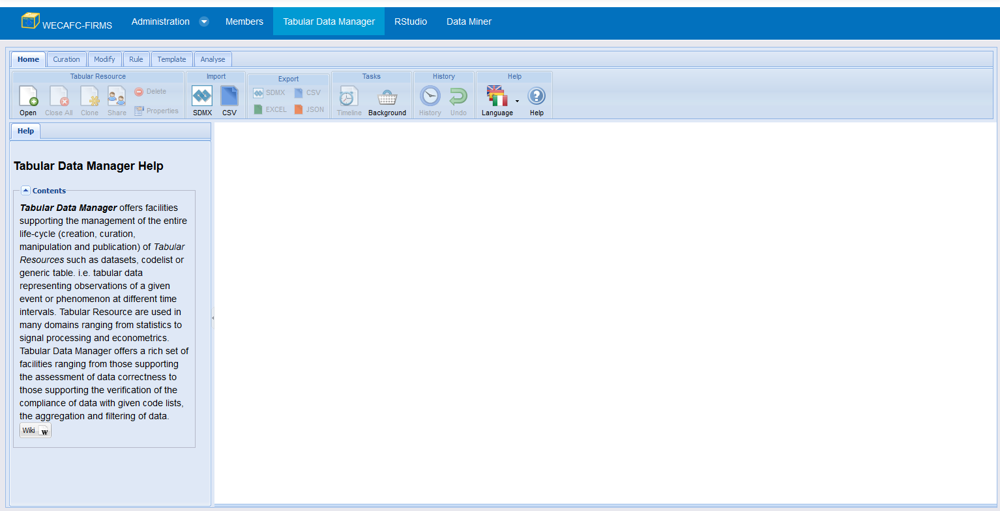 WECAFC-FIRMS Administration Members Tabular Data Manager RStudio Data Miner
Home Curation Modify Rule Template Analyse
Tabular Resource Import Export Tasks History Help
Delete SDMX CSV
Open Close All Clone Share Properties SDMX CSV EXCEL JSON Timeline Background History Undo Language Help
Help
Tabular Data Manager Help
Contents
Tabular Data Manager offers facilities
supporting the management of the entire
life-cycle (creation, curation,
manipulation and publication) of Tabular
Resources such as datasets, codelist or
generic table. i.e. tabular data
representing observations of a given
event or phenomenon at different time
intervals. Tabular Resource are used in
many domains ranging from statistics to
signal processing and econometrics.
Tabular Data Manager offers a rich set of
facilities ranging from those supporting
the assessment of data correctness to
those supporting the verification of the
compliance of data with given code lists,
the aggregation and filtering of data.
Wiki W